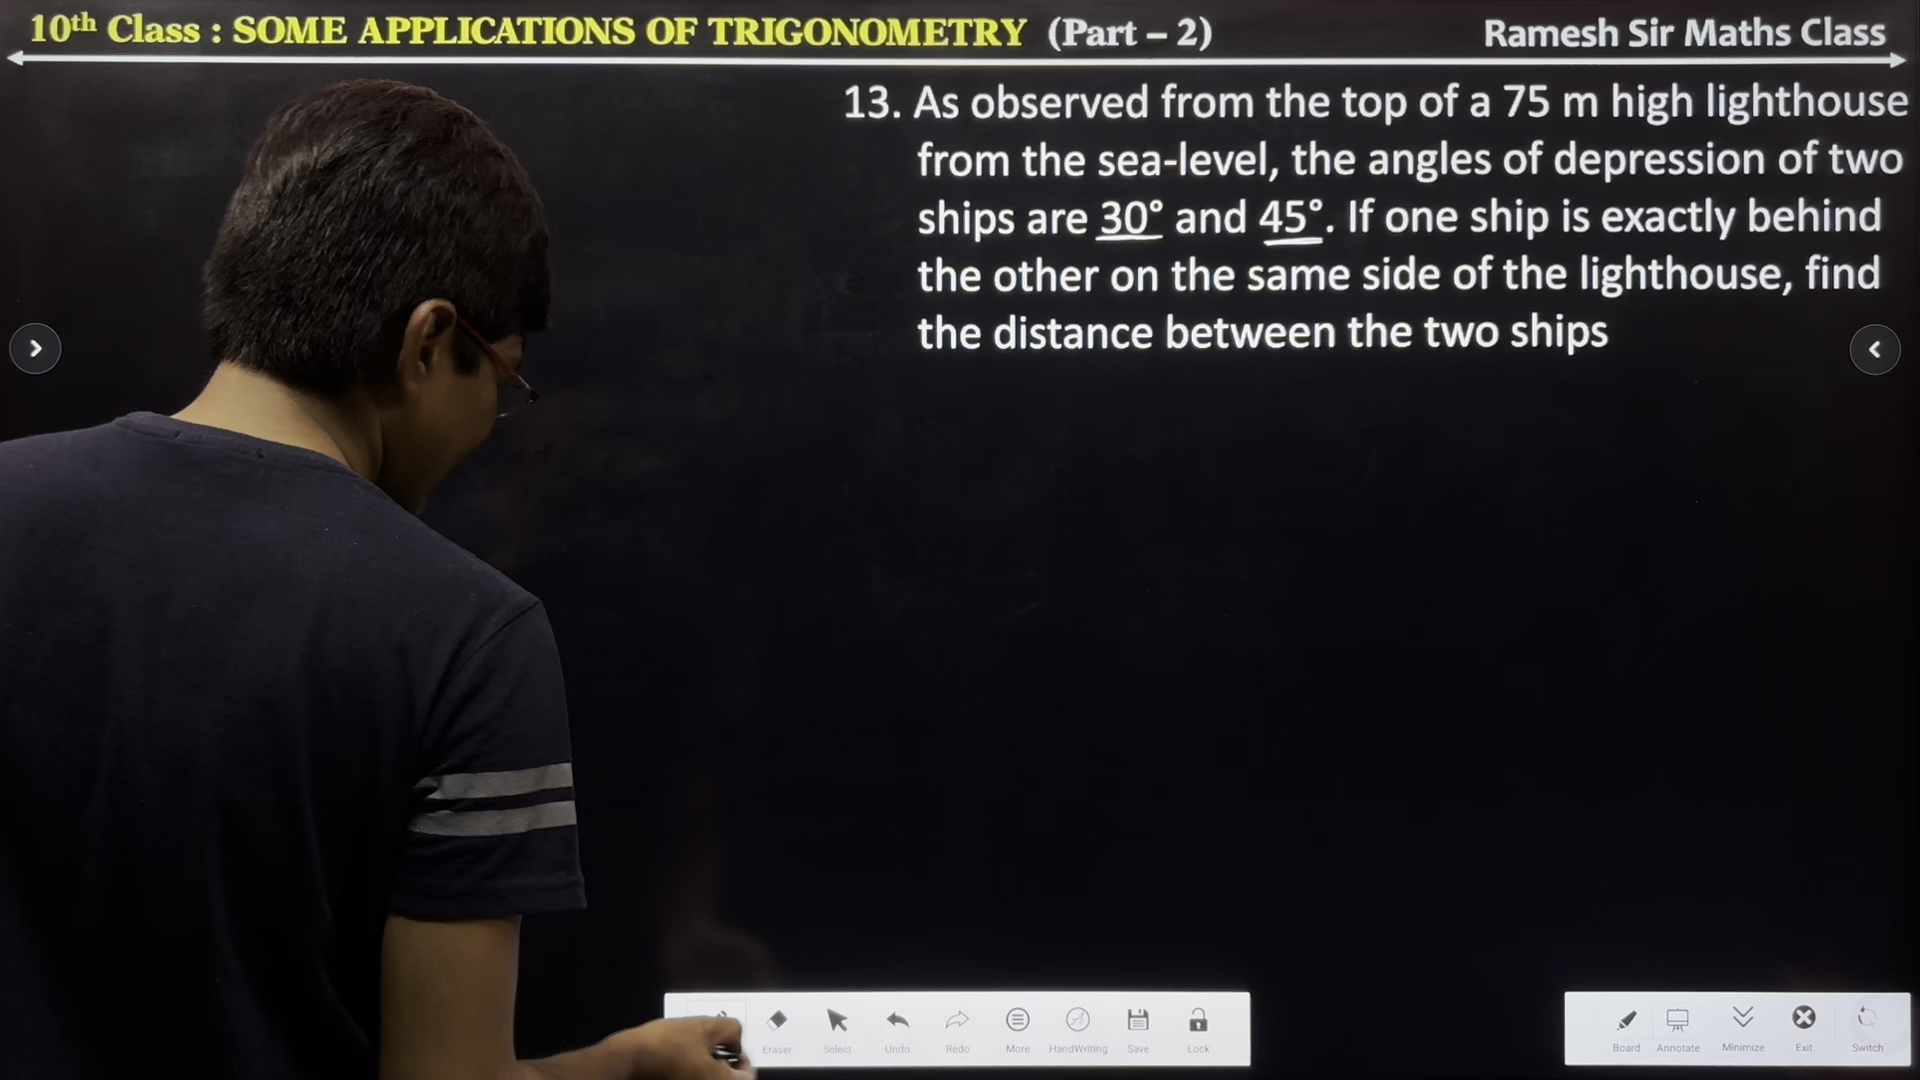 10th Class : SOME APPLICATIONS OF TRIGONOMETRY (Part – 2) Ramesh Sir Maths Class
13. As observed from the top of a 75 m high lighthouse
from the sea-level, the angles of depression of two
ships are 30° and 45°. If one ship is exactly behind
the other on the same side of the lighthouse, find
the distance between the two ships
Eraser Select Undo Redo More HandWriting Save Lock Board Annotate Minimize Exit Switch